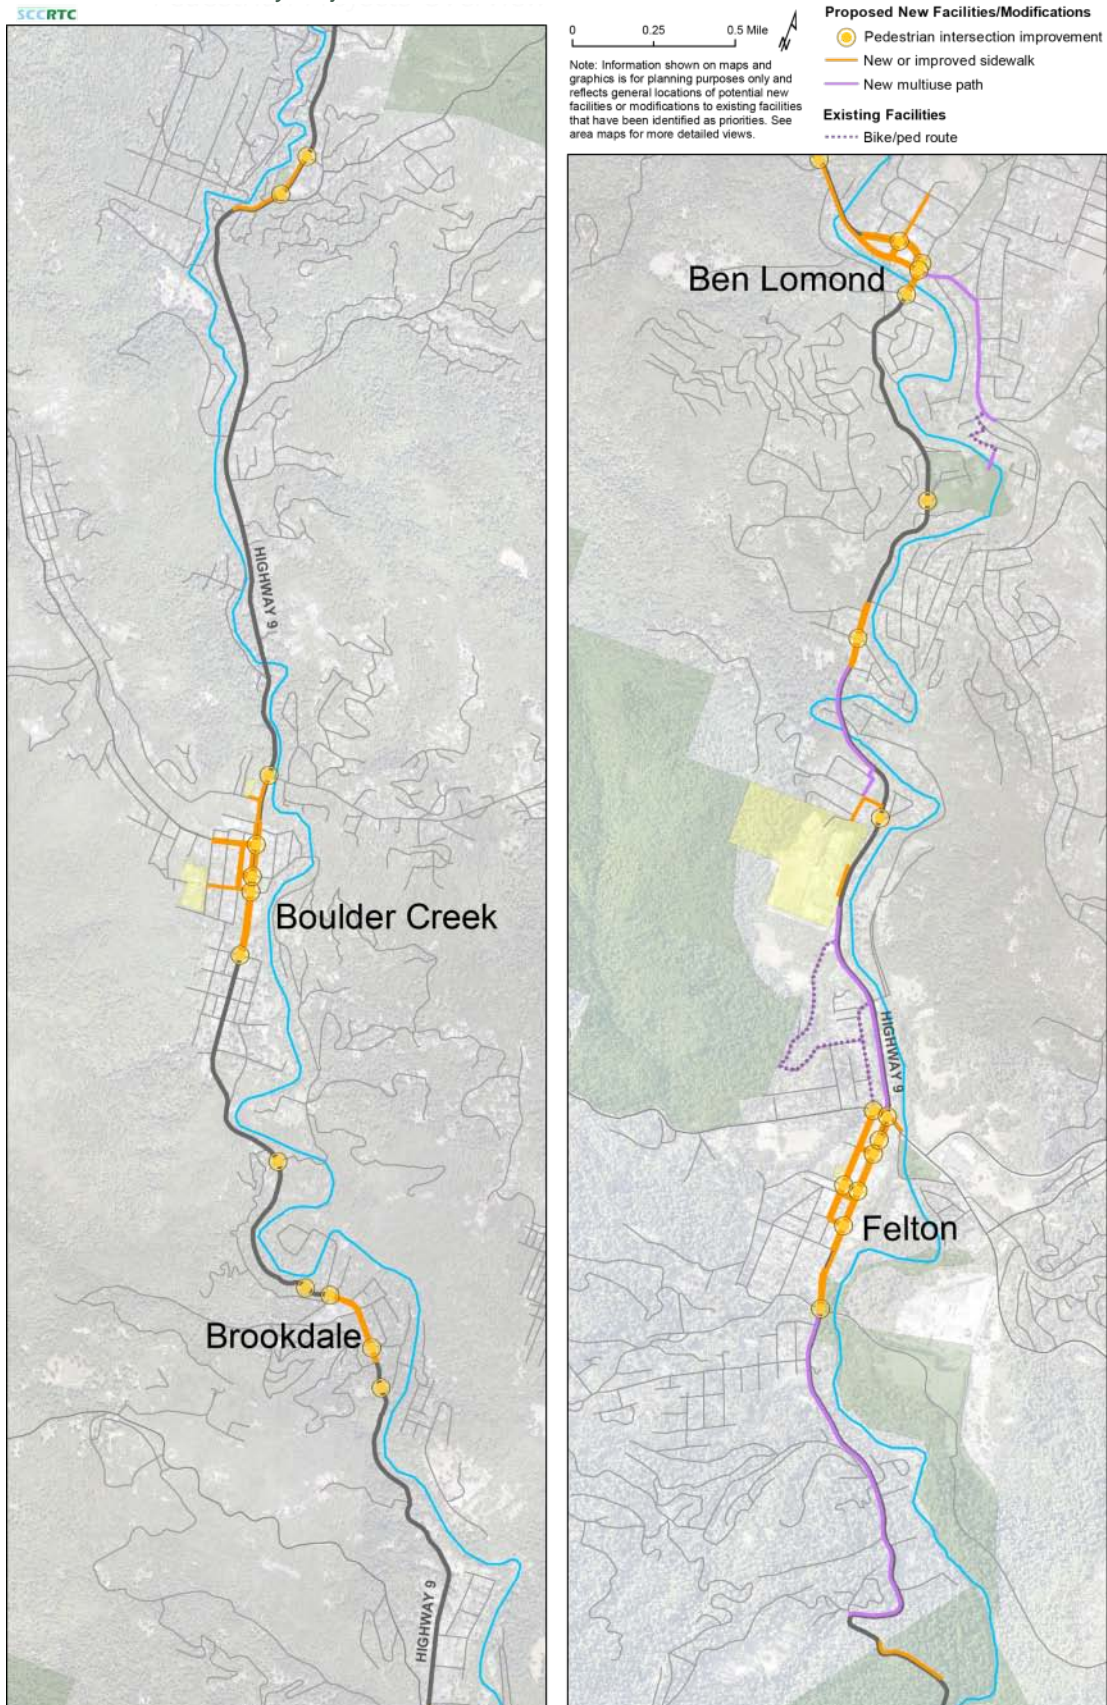 SCCRTC
0 0.25 0.5 Mile
Note: Information shown on maps and
graphics is for planning purposes only and
reflects general locations of potential new
facilities or modifications to existing facilities
that have been identified as priorities. See
area maps for more detailed views.
Proposed New Facilities/Modifications
Pedestrian intersection improvement
New or improved sidewalk
New multiuse path
Existing Facilities
Bike/ped route
HIGHWAY 9
Boulder Creek
Brookdale
HIGHWAY 9
Ben Lomond
HIGHWAY 9
Felton